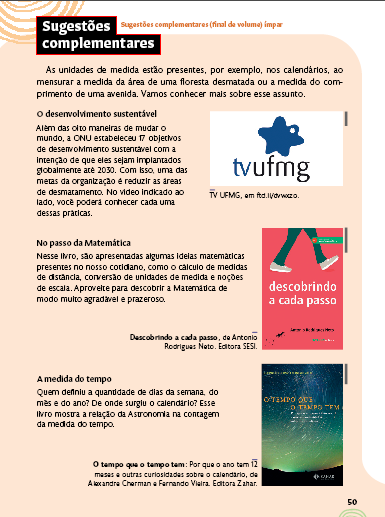 Sugestões
complementares
Sugestões complementares (final de volume) ímpar
As unidades de medida estão presentes, por exemplo, nos calendários, ao
mensurar a medida da área de uma floresta desmatada ou a medida do com-
primento de uma avenida. Vamos conhecer mais sobre esse assunto.
O desenvolvimento sustentável
Além das oito maneiras de mudar o
mundo, a ONU estabeleceu 17 objetivos
de desenvolvimento sustentável com a
intenção de que eles sejam implantados
globalmente até 2030. Com isso, uma das
metas da organização é reduzir as áreas
de desmatamento. No vídeo indicado ao
lado, você poderá conhecer cada uma
dessas práticas.
tvufmg
TV UFMG, em ftd.li/dvwxzo.
No passo da Matemática
Nesse livro, são apresentadas algumas ideias matemáticas
presentes no nosso cotidiano, como o cálculo de medidas
de distância, conversão de unidades de medida e noções
de escala. Aproveite para descobrir a Matemática de
modo muito agradável e prazeroso.
descobrindo
a cada passo
Antonio Rodrigues Neto
Descobrindo a cada passo, de Antonio
Rodrigues Neto. Editora SESI.
A medida do tempo
Quem definiu a quantidade de dias da semana, do
mês e do ano? De onde surgiu o calendário? Esse
livro mostra a relação da Astronomia na contagem
da medida do tempo.
O TEMPO QUE
O TEMPO TEM
ZAHAR
O tempo que o tempo tem: Por que o ano tem 12
meses e outras curiosidades sobre o calendário, de
Alexandre Cherman e Fernando Vieira. Editora Zahar.
50